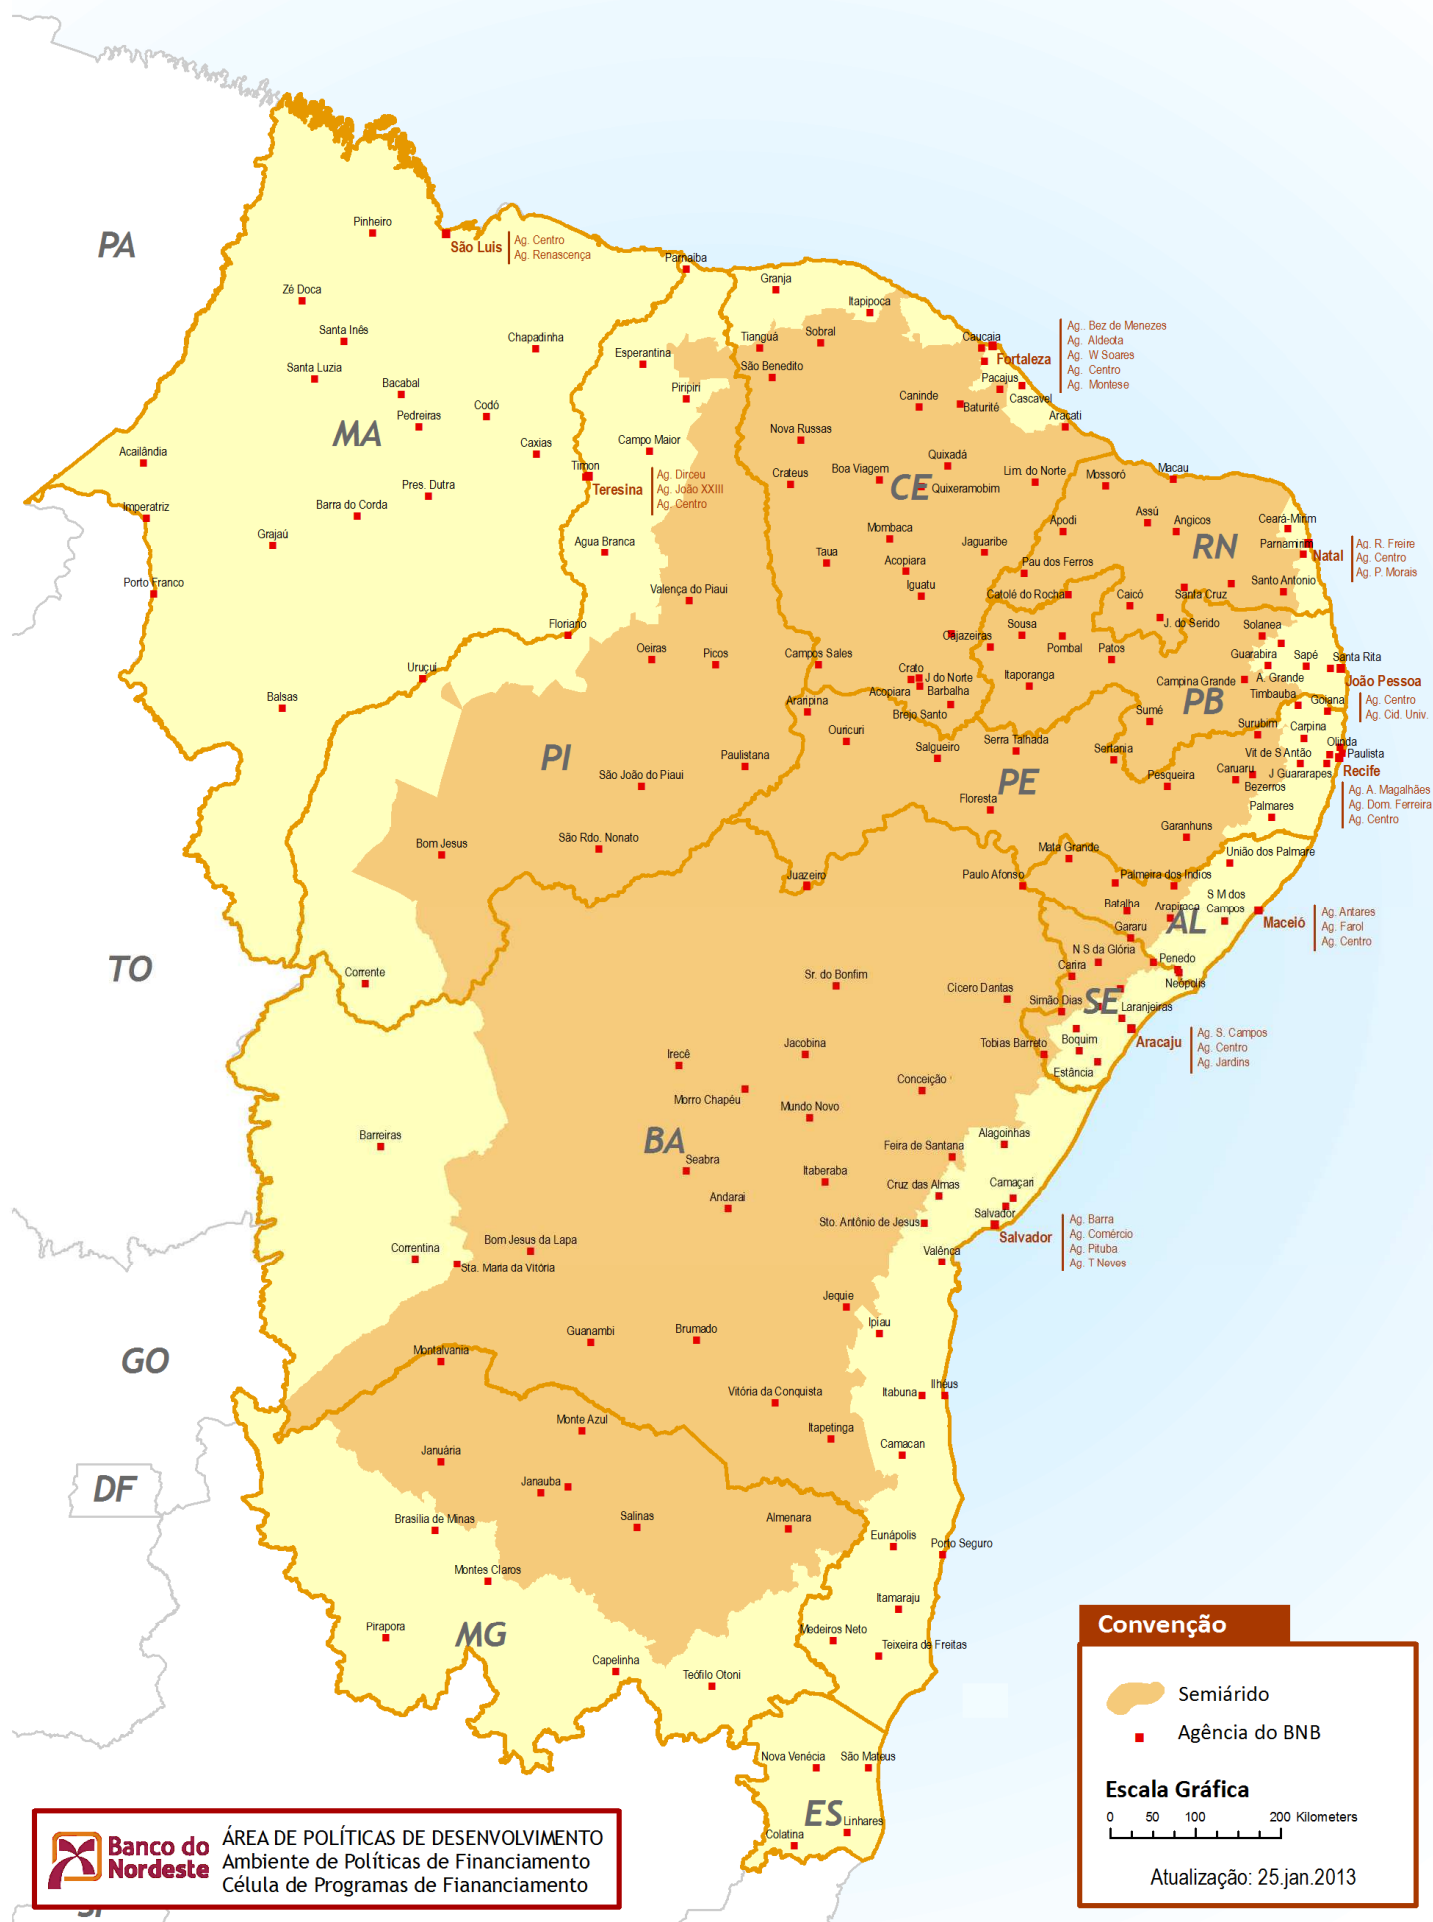 PA
MA
PI
CE
RN
PB
PE
AL
SE
BA
TO
GO
DF
MG
ES
Pinheiro
São Luis
Ag. Centro
Ag. Renascença
Parnaiba
Zé Doca
Santa Inês
Chapadinha
Santa Luzia
Bacabal
Pedreiras
Codó
Caxias
Acailândia
Imperatriz
Pres. Dutra
Barra do Corda
Grajaú
Porto Franco
Balsas
Timon
Teresina
Ag. Dirceu
Ag. João XXIII
Ag. Centro
Esperantina
Piripiri
Campo Maior
Agua Branca
Valença do Piaui
Floriano
Uruçuí
Oeiras
Picos
Paulistana
São João do Piaui
São Rdo. Nonato
Bom Jesus
Corrente
Granja
Itapipoca
Tianguá
Sobral
São Benedito
Caucaia
Fortaleza
Ag.. Bez de Menezes
Ag. Aldeota
Ag. W Soares
Ag. Centro
Ag. Montese
Pacajus
Cascavel
Caninde
Baturité
Aracati
Nova Russas
Quixadá
Crateus
Boa Viagem
Quixeramobim
Lim. do Norte
Mombaca
Taua
Acopiara
Jaguaribe
Iguatu
Campos Sales
Crato
J do Norte
Acopiara
Barbalha
Brejo Santo
Mossoró
Macau
Assú
Angicos
Apodi
Ceará-Mirim
Parnamirim
Natal
Ag. R. Freire
Ag. Centro
Ag. P. Morais
Pau dos Ferros
Caicó
Santa Cruz
Santo Antonio
J. do Serido
Catolé do Rocha
Cajazeiras
Sousa
Pombal
Patos
Itaporanga
Solanea
Guarabira
Sapé
Santa Rita
João Pessoa
Ag. Centro
Ag. Cid. Univ.
Campina Grande
A. Grande
Sumé
Timbauba
Goiana
Araripina
Ouricuri
Salgueiro
Serra Talhada
Sertania
Surubim
Carpina
Vit de S Antão
Olinda
Paulista
Recife
Ag. A. Magalhães
Ag. Dom. Ferreira
Ag. Centro
J Guararapes
Caruaru
Bezerros
Pesqueira
Palmares
Floresta
Garanhuns
Mata Grande
União dos Palmare
Palmeira dos Indios
Batalha
Arapiraca
S M dos
Campos
Maceió
Ag. Antares
Ag. Farol
Ag. Centro
Penedo
Gararu
N S da Glória
Carira
Neópolis
Simão Dias
Laranjeiras
Aracaju
Ag. S. Campos
Ag. Centro
Ag. Jardins
Tobias Barreto
Boquim
Estância
Juazeiro
Paulo Afonso
Sr. do Bonfim
Cicero Dantas
Irecê
Jacobina
Conceição
Morro Chapéu
Mundo Novo
Barreiras
Seabra
Feira de Santana
Alagoinhas
Itaberaba
Andarai
Cruz das Almas
Camaçari
Sto. Antônio de Jesus
Salvador
Salvador
Ag. Barra
Ag. Comércio
Ag. Pituba
Ag. T Neves
Correntina
Bom Jesus da Lapa
Sta. Maria da Vitória
Valênca
Jequie
Ipiau
Guanambi
Brumado
Vitória da Conquista
Itabuna
Ilhéus
Itapetinga
Camacan
Eunápolis
Porto Seguro
Itamaraju
Medeiros Neto
Teixeira de Freitas
Montalvania
Monte Azul
Januária
Janauba
Brasília de Minas
Salinas
Almenara
Montes Claros
Pirapora
Capelinha
Teófilo Otoni
Nova Venécia
São Mateus
Linhares
Colatina
Convenção
Semiárido
Agência do BNB
Escala Gráfica
0 50 100 200 Kilometers
Atualização: 25.jan.2013
Banco do
Nordeste
ÁREA DE POLÍTICAS DE DESENVOLVIMENTO
Ambiente de Políticas de Financiamento
Célula de Programas de Fiananciamento